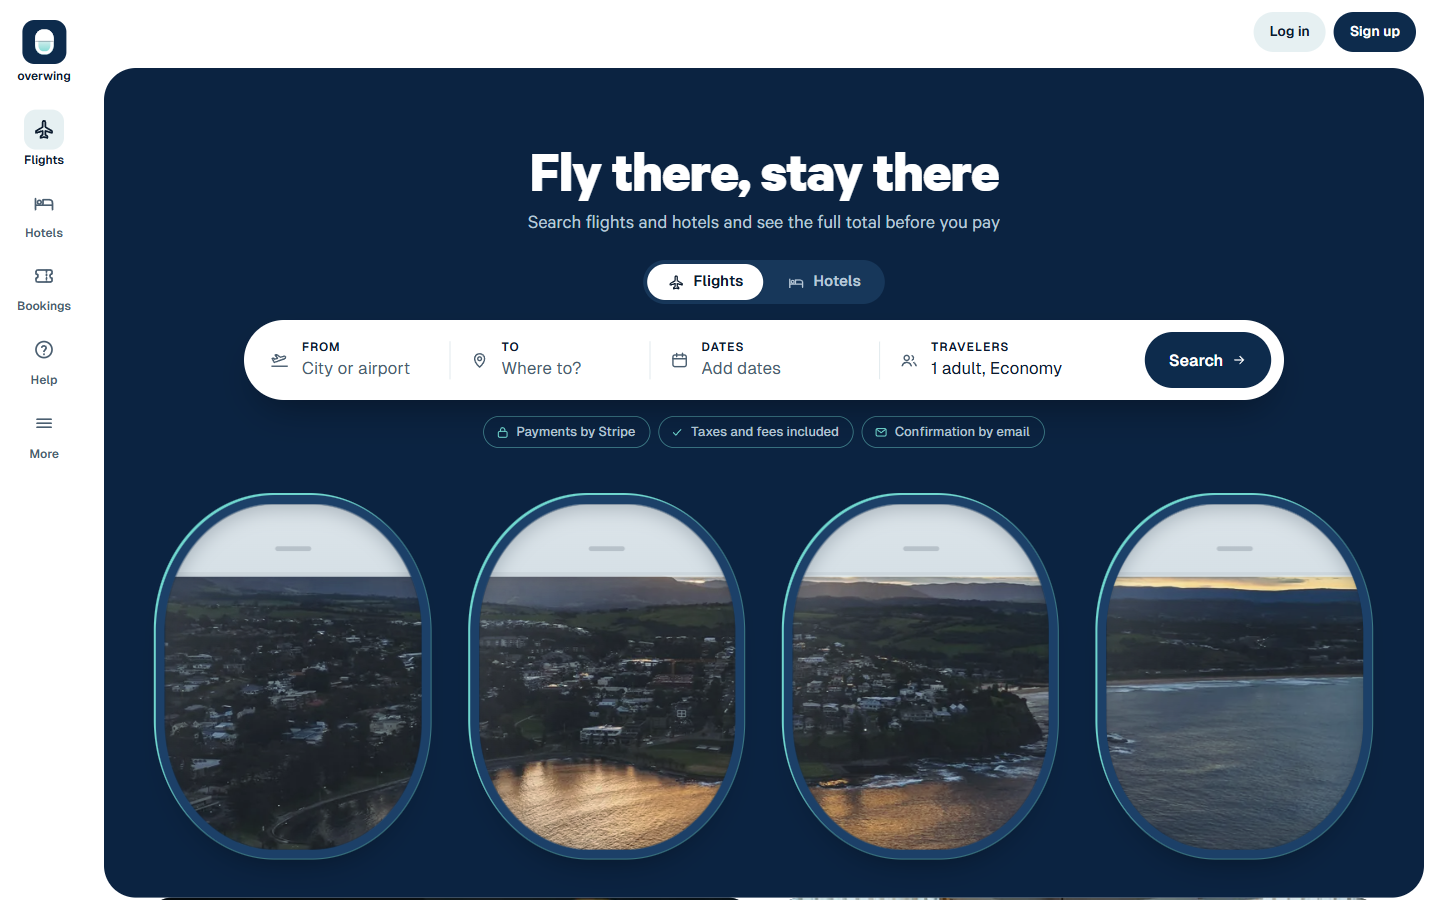 overwing
Flights
Hotels
Bookings
Help
More
Log in
Sign up
Fly there, stay there
Search flights and hotels and see the full total before you pay
Flights
Hotels
FROM
City or airport
TO
Where to?
DATES
Add dates
TRAVELERS
1 adult, Economy
Search
Payments by Stripe
Taxes and fees included
Confirmation by email